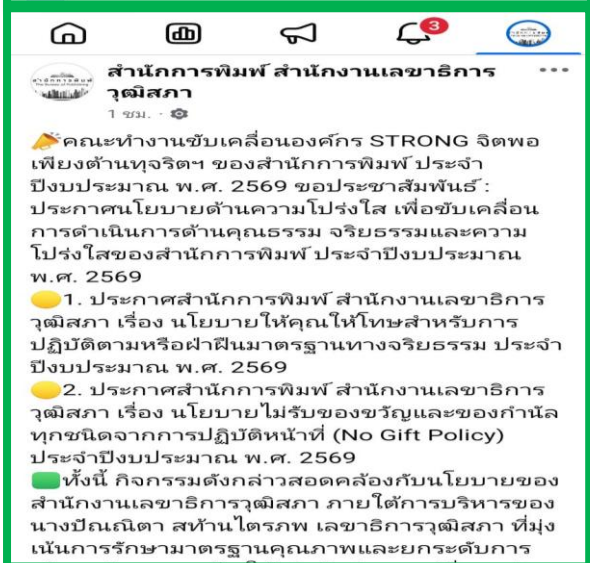 3
สำนักการพิมพ์ สำนักงานเลขาธิการ
วุฒิสภา
1 ชม. ·
คณะทำงานขับเคลื่อนองค์กร STRONG จิตพอ
เพียงต้านทุจริตฯ ของสำนักการพิมพ์ ประจำ
ปีงบประมาณ พ.ศ. 2569 ขอประชาสัมพันธ์ :
ประกาศนโยบายด้านความโปร่งใส เพื่อขับเคลื่อน
การดำเนินการด้านคุณธรรม จริยธรรมและความ
โปร่งใสของสำนักการพิมพ์ ประจำปีงบประมาณ
พ.ศ. 2569
1. ประกาศสำนักการพิมพ์ สำนักงานเลขาธิการ
วุฒิสภา เรื่อง นโยบายให้คุณให้โทษสำหรับการ
ปฏิบัติตามหรือฝ่าฝืนมาตรฐานทางจริยธรรม ประจำ
ปีงบประมาณ พ.ศ. 2569
2. ประกาศสำนักการพิมพ์ สำนักงานเลขาธิการ
วุฒิสภา เรื่อง นโยบายไม่รับของขวัญและของกำนัล
ทุกชนิดจากการปฏิบัติหน้าที่ (No Gift Policy)
ประจำปีงบประมาณ พ.ศ. 2569
ทั้งนี้ กิจกรรมดังกล่าวสอดคล้องกับนโยบายของ
สำนักงานเลขาธิการวุฒิสภา ภายใต้การบริหารของ
นางปัณณิตา สท้านไตรภพ เลขาธิการวุฒิสภา ที่มุ่ง
เน้นการรักษามาตรฐานคุณภาพและยกระดับการ